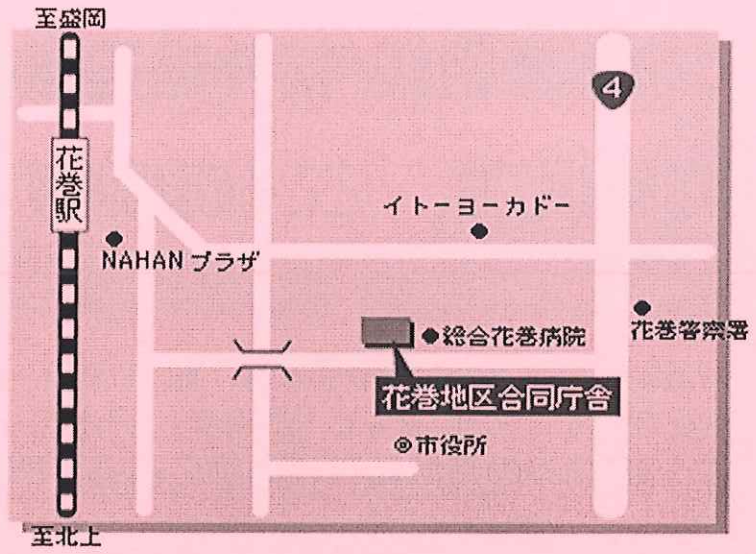 至盛岡
4
花巻駅
イトーヨーカドー
NAHAN プラザ
総合花巻病院
花巻警察署
花巻地区合同庁舎
市役所
至北上